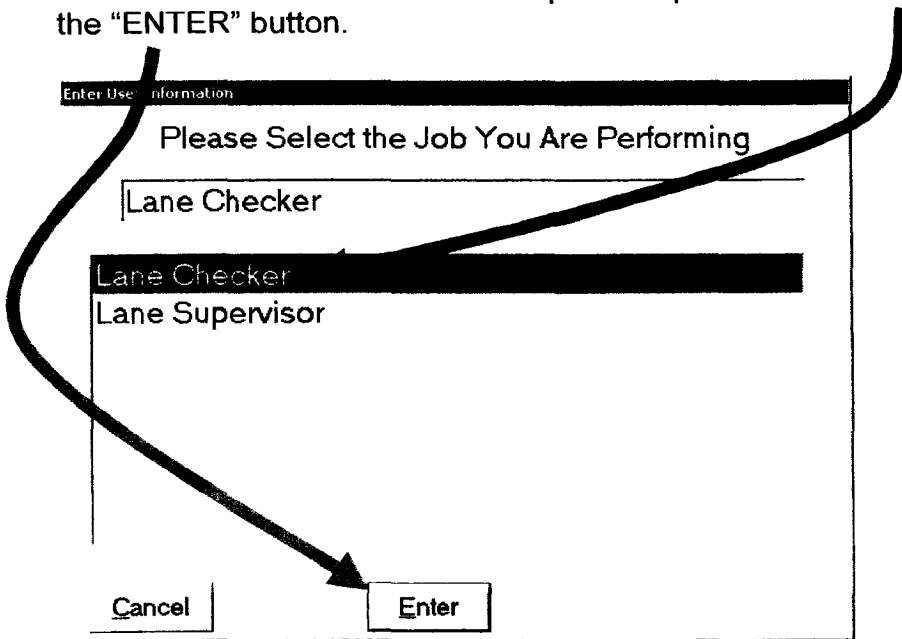 the “ENTER” button.
Enter User Information
Please Select the Job You Are Performing
Lane Checker
Lane Checker
Lane Supervisor
Cancel
Enter